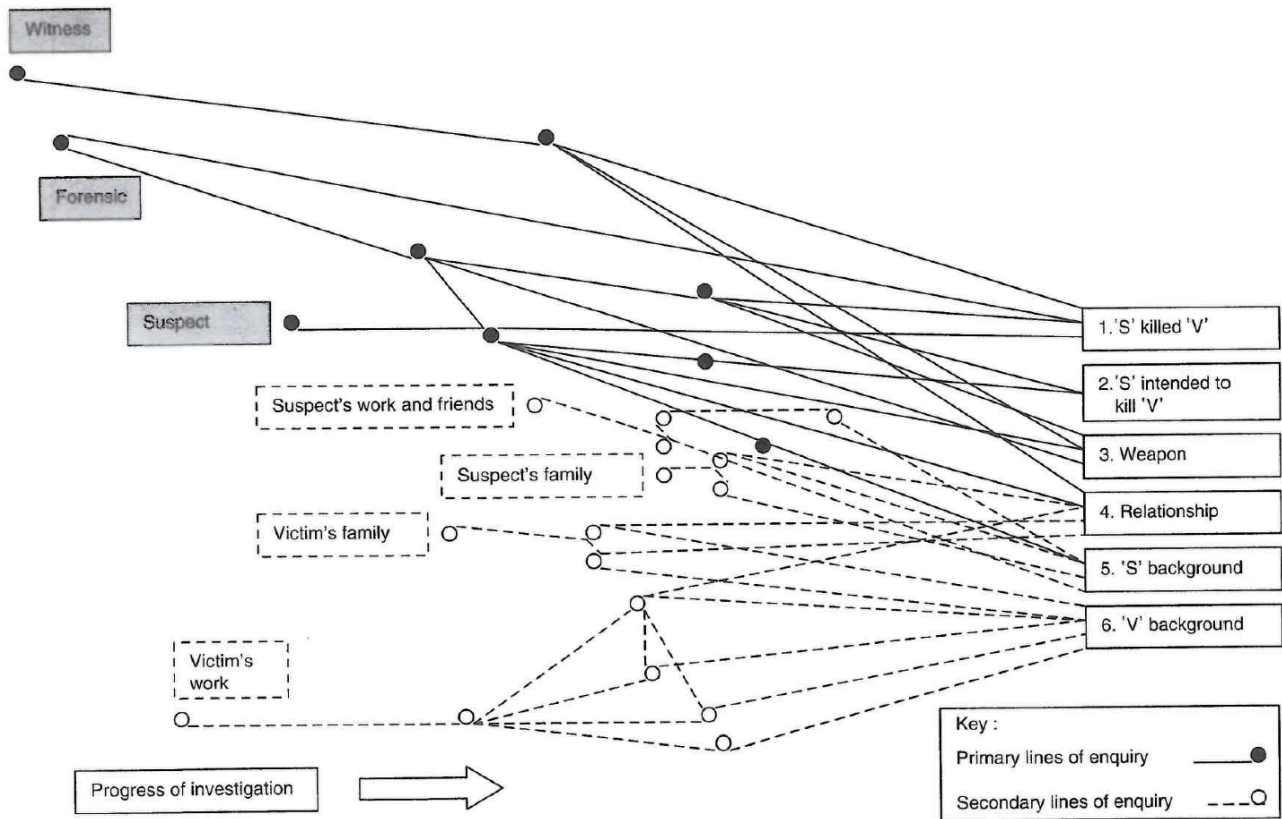 Witness
Forensic
Suspect
1. 'S' killed 'V'
2. 'S' intended to
kill 'V'
Suspect's work and friends
3. Weapon
Suspect's family
4. Relationship
Victim's family
5. 'S' background
6. 'V' background
Victim's
work
Key :
Primary lines of enquiry
Secondary lines of enquiry
Progress of investigation